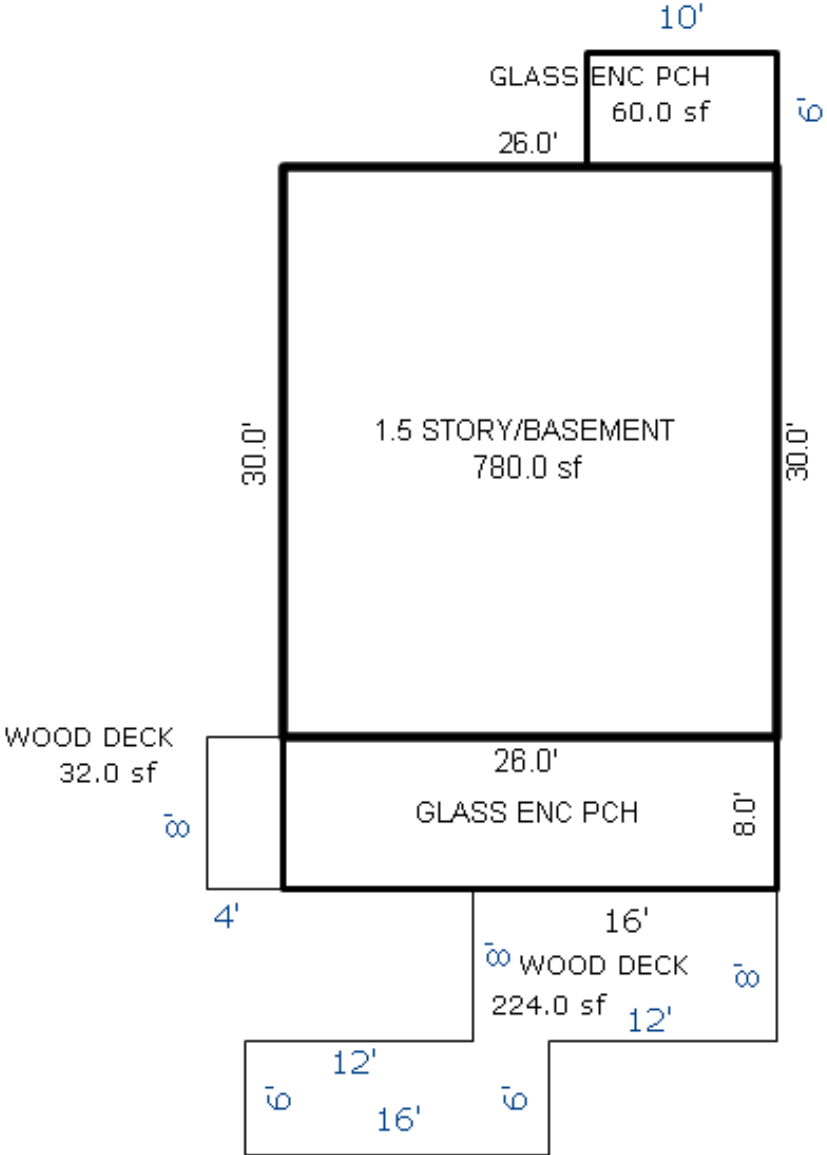 10'
GLASS ENC PCH
60.0 sf
6'
26.0'
30.0'
1.5 STORY/BASEMENT
780.0 sf
30.0'
WOOD DECK
32.0 sf
8'
4'
26.0'
GLASS ENC PCH
8.0'
16'
8'
WOOD DECK
224.0 sf
8'
12'
12'
6'
16'
6'